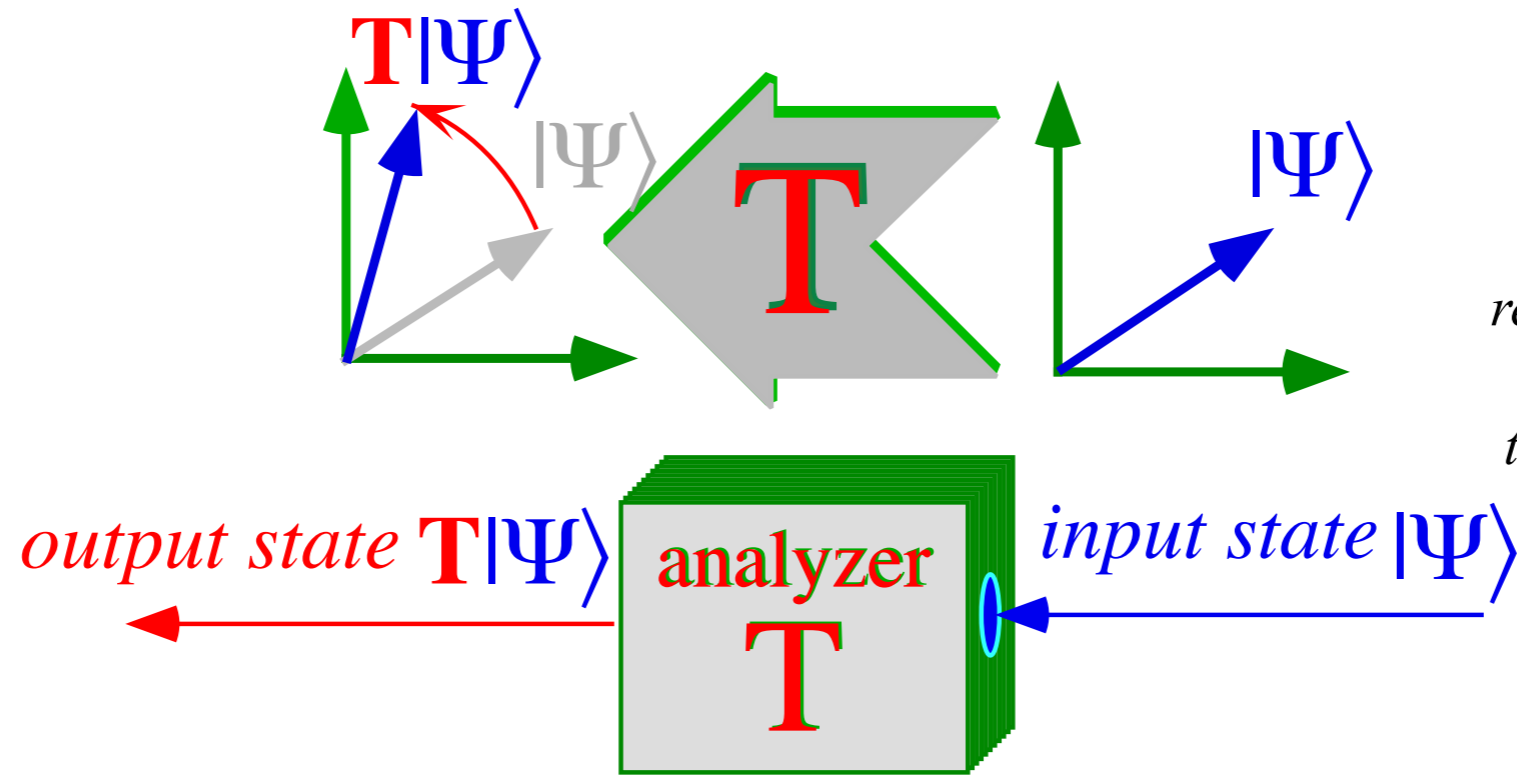 T|Ψ⟩
|Ψ⟩
T
|Ψ⟩
output state T|Ψ⟩
analyzer
T
input state |Ψ⟩